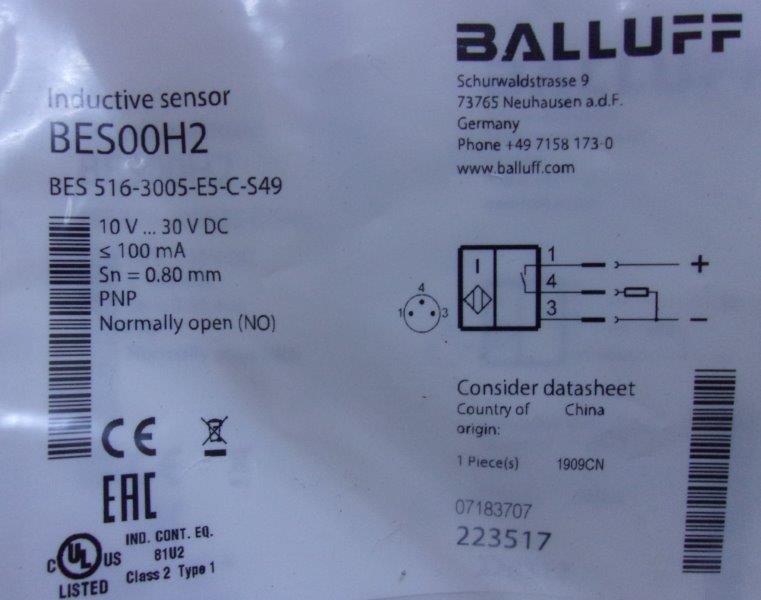 BALLUFF
Schurwaldstrasse 9
73765 Neuhausen a.d.F.
Germany
Phone +49 7158 173-0
www.balluff.com
Inductive sensor
BES00H2
BES 516-3005-E5-C-S49
10 V ... 30 V DC
≤ 100 mA
Sn = 0.80 mm
PNP
Normally open (NO)
4
1 3
I
1 +
4
3 −
Consider datasheet
Country of origin: China
1 Piece(s) 1909CN
07183707
223517
CE
EAC
C UL US
LISTED
IND. CONT. EQ.
81U2
Class 2 Type 1